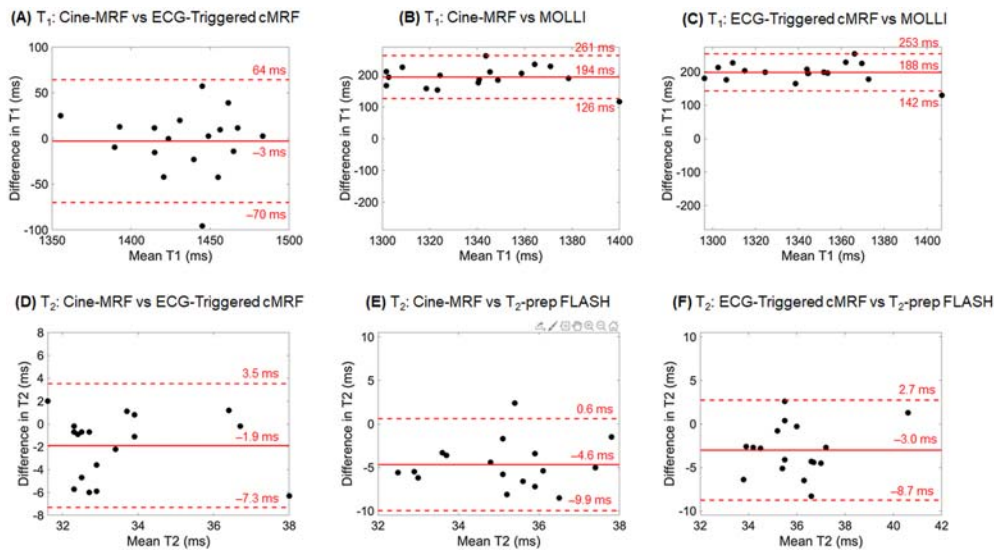 (A) T1: Cine-MRF vs ECG-Triggered cMRF
(B) T1: Cine-MRF vs MOLLI
(C) T1: ECG-Triggered cMRF vs MOLLI
Difference in T1 (ms)
100
50
0
-50
-100
64 ms
−3 ms
−70 ms
1350
1400
1450
1500
Mean T1 (ms)
Difference in T1 (ms)
200
100
0
-100
-200
261 ms
194 ms
126 ms
1300
1320
1340
1360
1380
1400
Mean T1 (ms)
Difference in T1 (ms)
200
100
0
-100
-200
253 ms
188 ms
142 ms
1300
1320
1340
1360
1380
1400
Mean T1 (ms)
(D) T2: Cine-MRF vs ECG-Triggered cMRF
(E) T2: Cine-MRF vs T2-prep FLASH
(F) T2: ECG-Triggered cMRF vs T2-prep FLASH
Difference in T2 (ms)
8
6
4
2
0
-2
-4
-6
-8
3.5 ms
−1.9 ms
−7.3 ms
32
34
36
38
Mean T2 (ms)
Difference in T2 (ms)
10
5
0
-5
-10
0.6 ms
−4.6 ms
−9.9 ms
32
34
36
38
Mean T2 (ms)
Difference in T2 (ms)
10
5
0
-5
-10
2.7 ms
−3.0 ms
−8.7 ms
32
34
36
38
40
42
Mean T2 (ms)